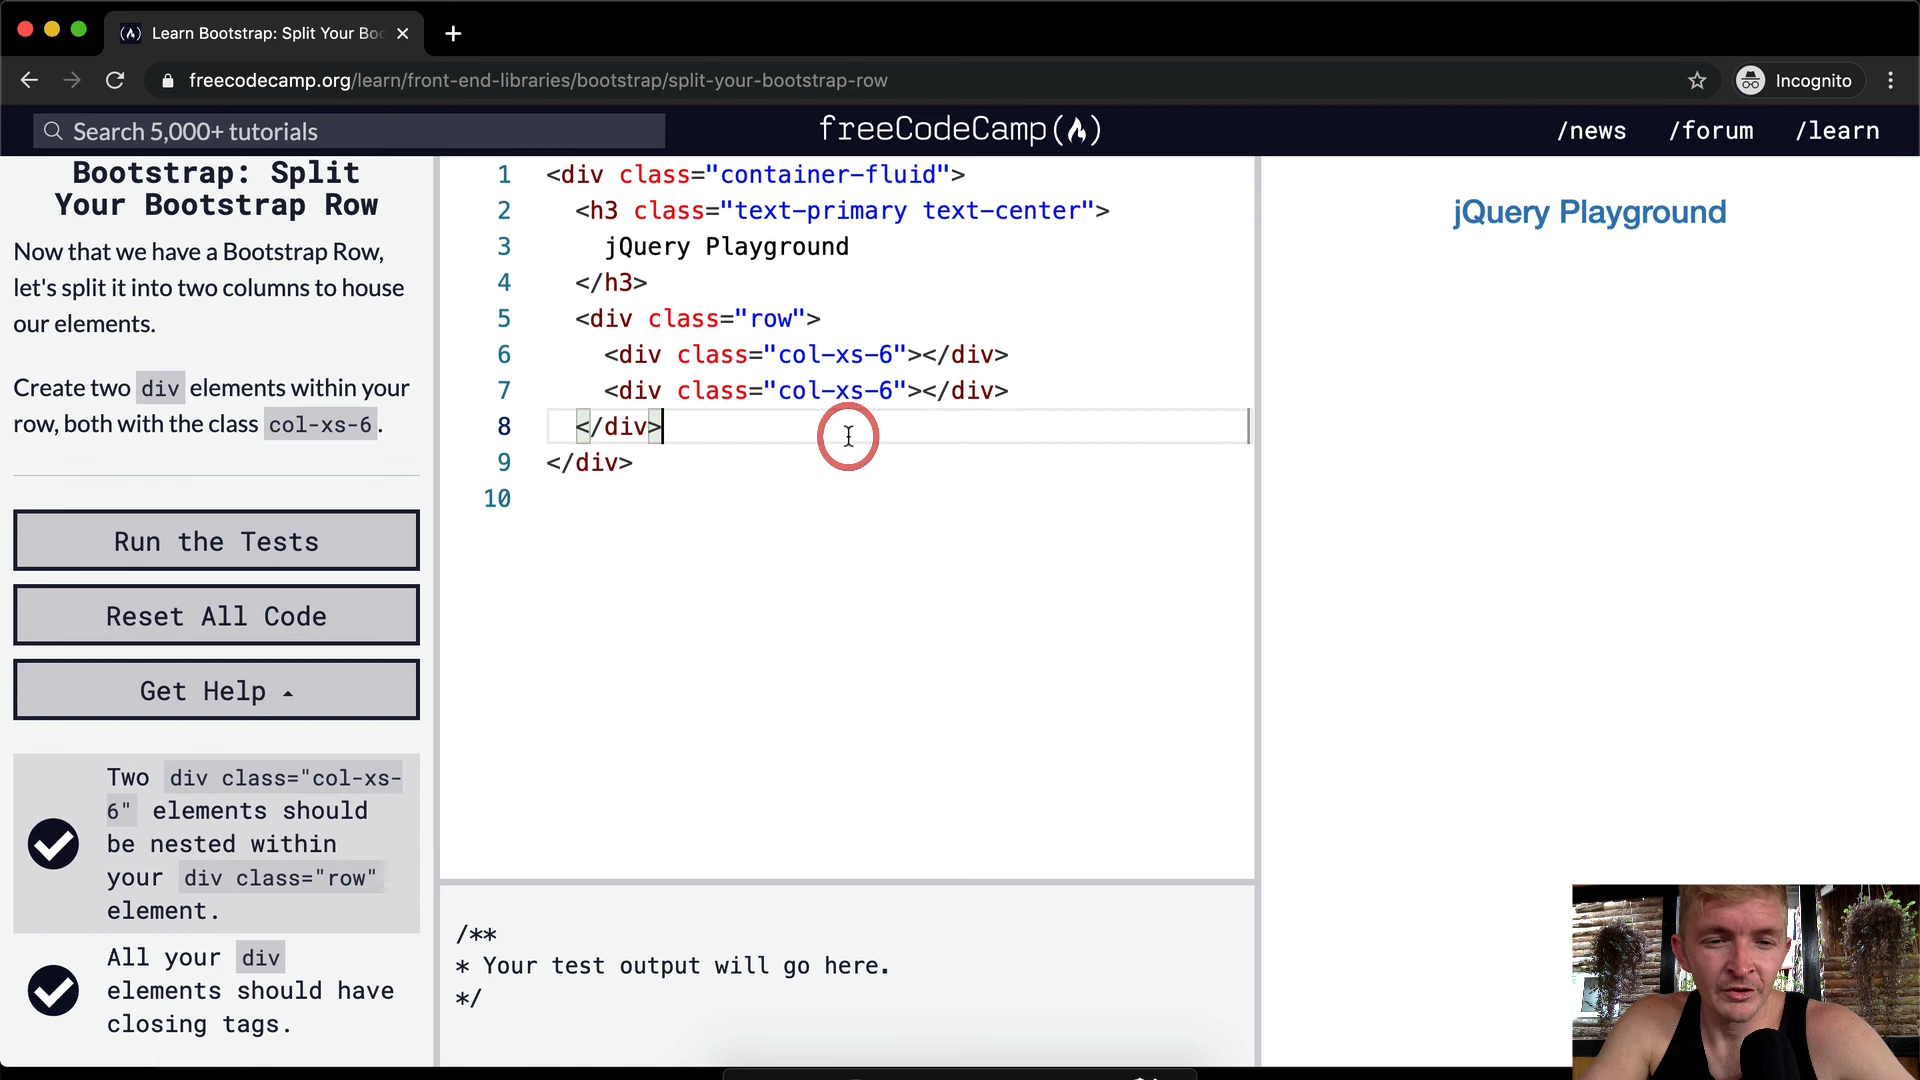 Learn Bootstrap: Split Your Bo
freecodecamp.org/learn/front-end-libraries/bootstrap/split-your-bootstrap-row
Incognito
Search 5,000+ tutorials
freeCodeCamp
/news
/forum
/learn
Bootstrap: Split
Your Bootstrap Row
Now that we have a Bootstrap Row,
let's split it into two columns to house
our elements.
Create two div elements within your
row, both with the class col-xs-6.
Run the Tests
Reset All Code
Get Help
Two div class="col-xs-
6" elements should
be nested within
your div class="row"
element.
All your div
elements should have
closing tags.
1 <div class="container-fluid">
2 <h3 class="text-primary text-center">
3 jQuery Playground
4 </h3>
5 <div class="row">
6 <div class="col-xs-6"></div>
7 <div class="col-xs-6"></div>
8 </div>
9 </div>
10
/**
* Your test output will go here.
*/
jQuery Playground